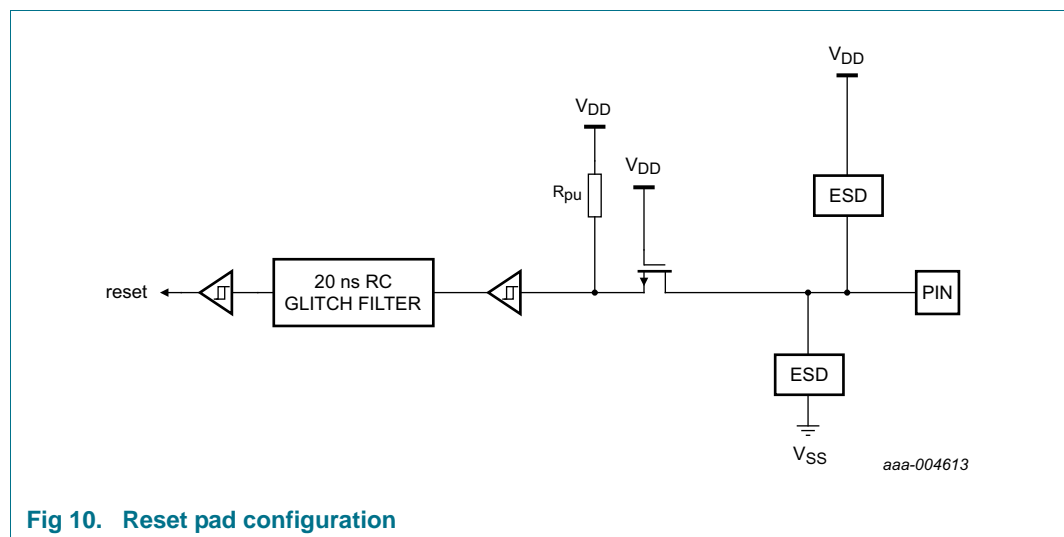 VDD
VDD
VDD
Rpu
ESD
reset
20 ns RC
GLITCH FILTER
PIN
ESD
VSS
aaa-004613
Fig 10. Reset pad configuration